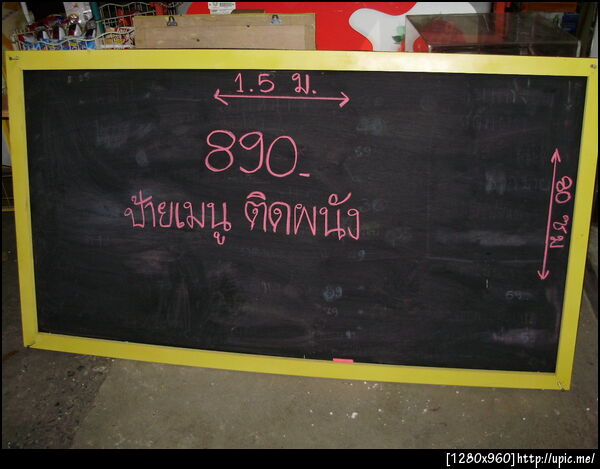 1.5 ม.
890.-
ป้ายเมนู ติดผนัง
80 ซม
[1280x960]http://upic.me/